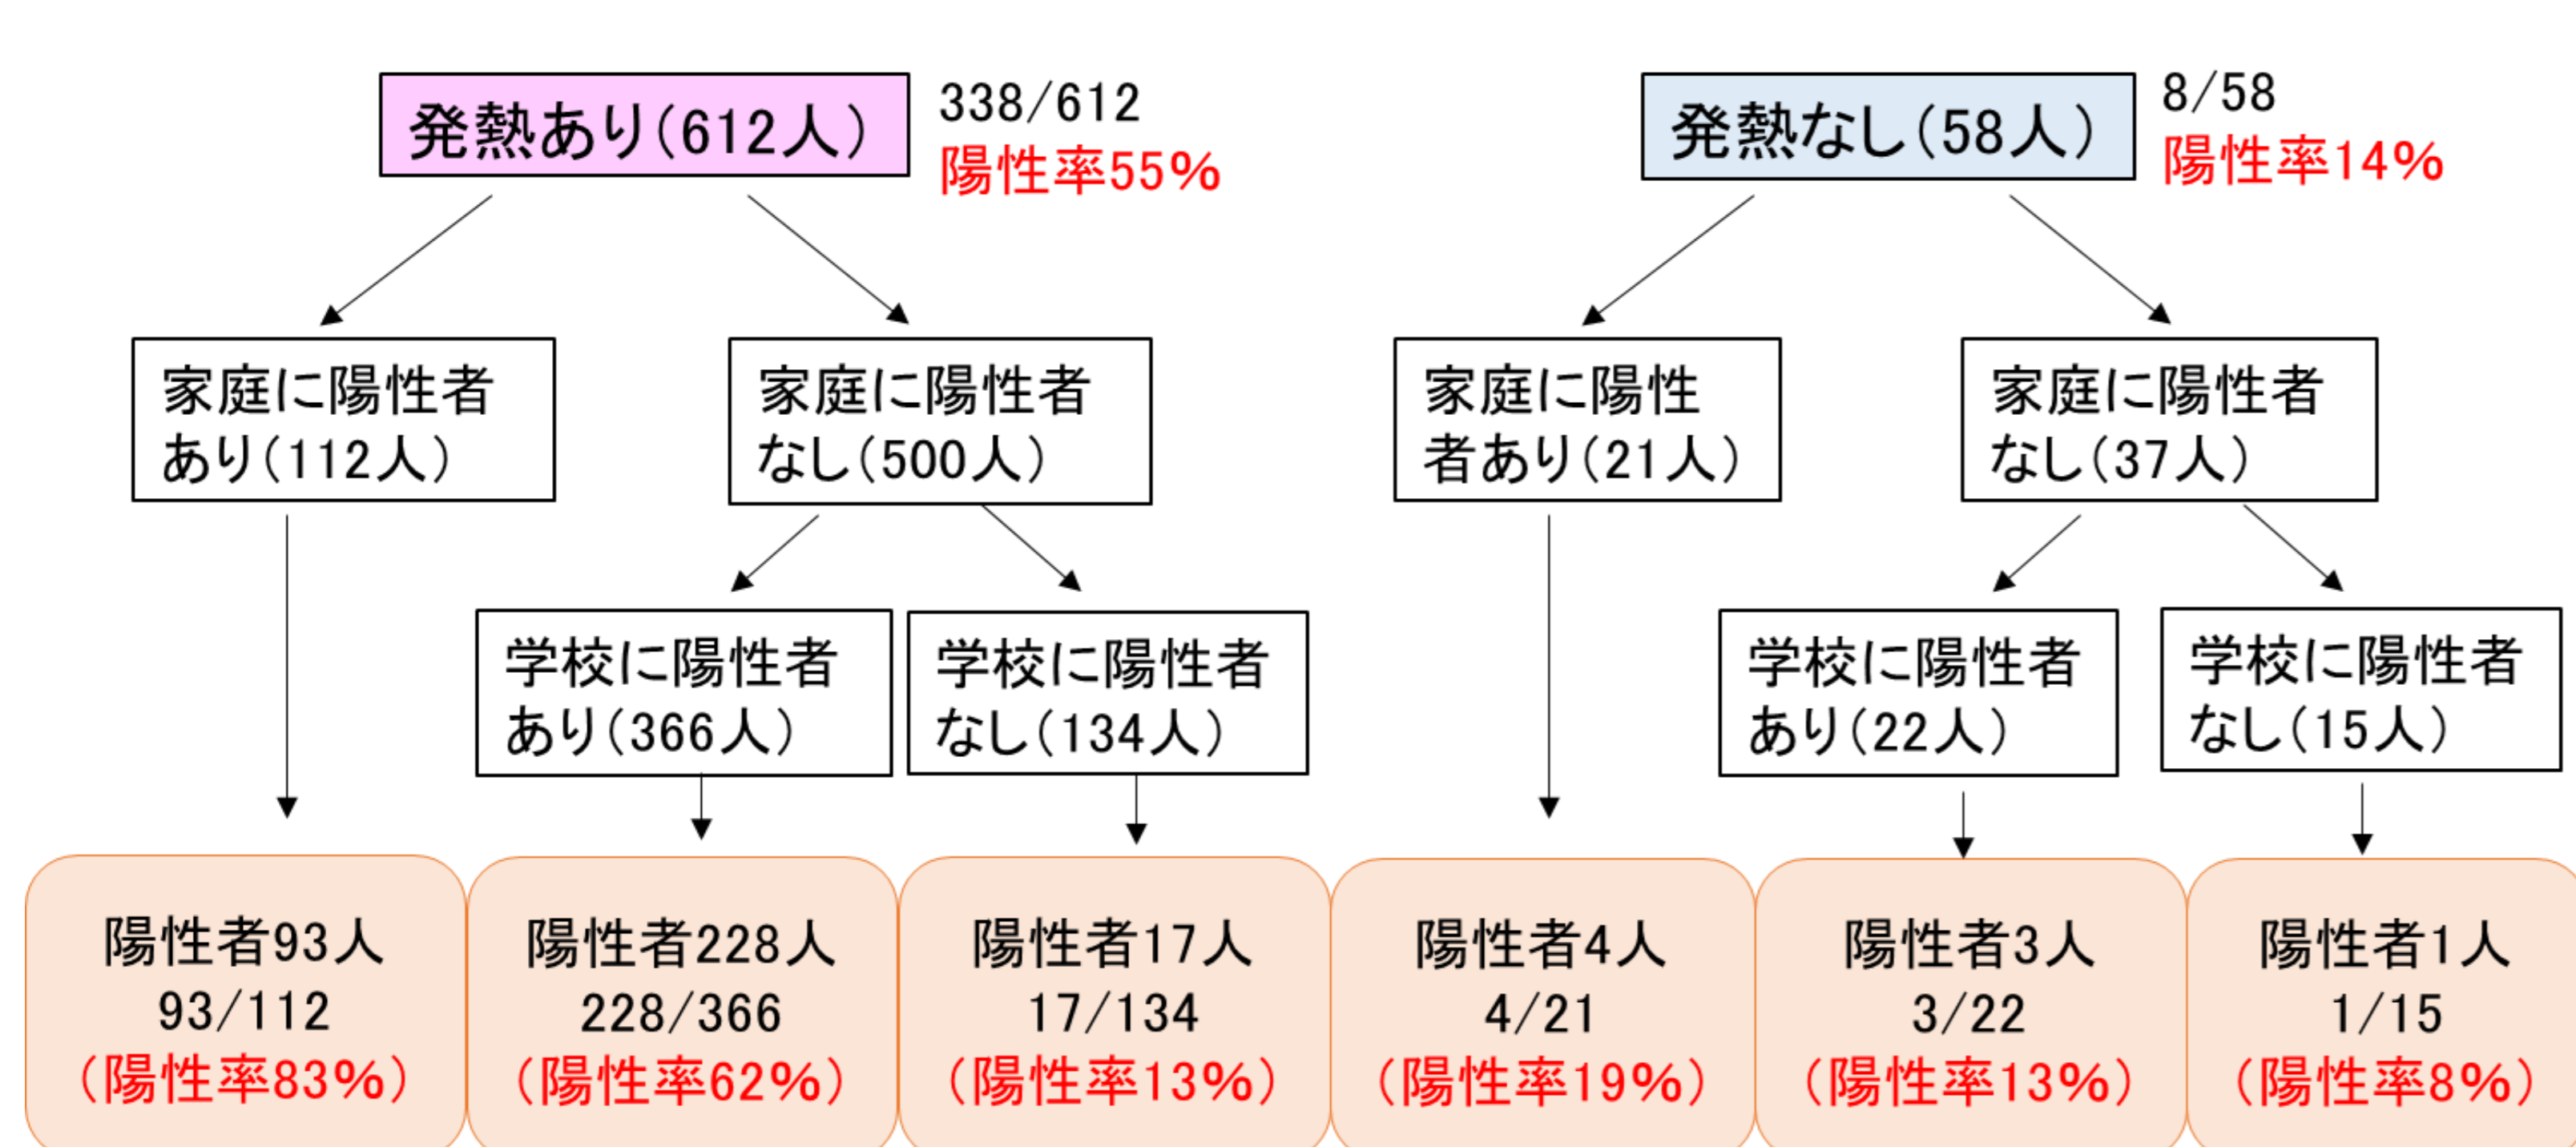 発熱あり(612人)
338/612
陽性率55%
発熱なし(58人)
8/58
陽性率14%
家庭に陽性者
あり(112人)
家庭に陽性者
なし(500人)
家庭に陽性
者あり(21人)
家庭に陽性者
なし(37人)
学校に陽性者
あり(366人)
学校に陽性者
なし(134人)
学校に陽性者
あり(22人)
学校に陽性者
なし(15人)
陽性者93人
93/112
(陽性率83%)
陽性者228人
228/366
(陽性率62%)
陽性者17人
17/134
(陽性率13%)
陽性者4人
4/21
(陽性率19%)
陽性者3人
3/22
(陽性率13%)
陽性者1人
1/15
(陽性率8%)